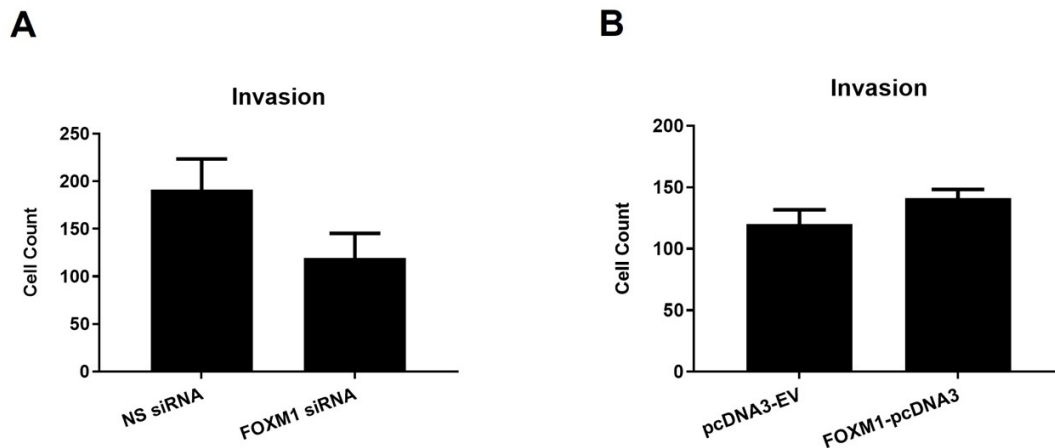 A
Invasion
Cell Count
250
200
150
100
50
0
NS siRNA
FOXM1 siRNA
B
Invasion
Cell Count
200
150
100
50
0
pcDNA3-EV
FOXM1-pcDNA3